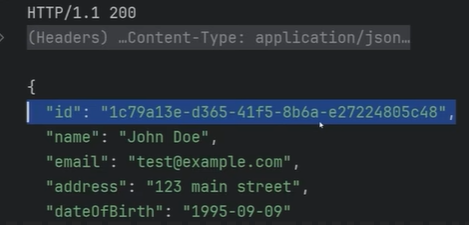 HTTP/1.1 200
(Headers) …Content-Type: application/json…
{
"id": "1c79a13e-d365-41f5-8b6a-e27224805c48",
"name": "John Doe",
"email": "test@example.com",
"address": "123 main street",
"dateOfBirth": "1995-09-09"